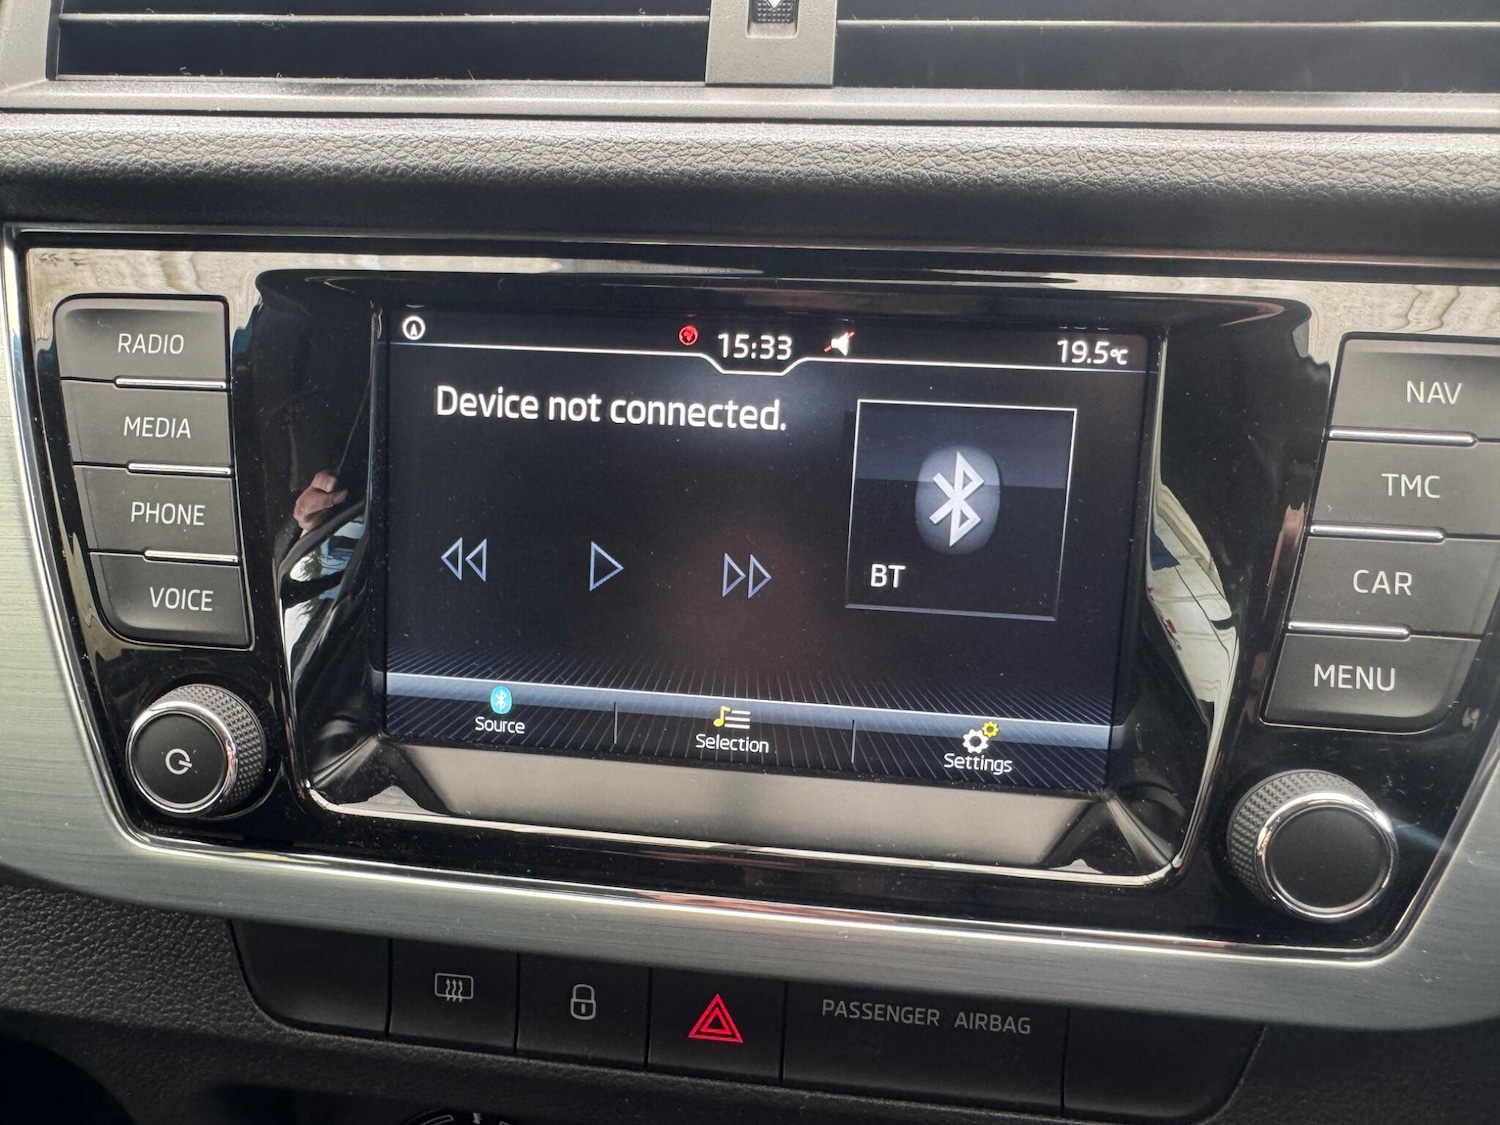 RADIO
MEDIA
PHONE
VOICE
15:33
19.5°C
Device not connected.
BT
Source
Selection
Settings
NAV
TMC
CAR
MENU
PASSENGER AIRBAG